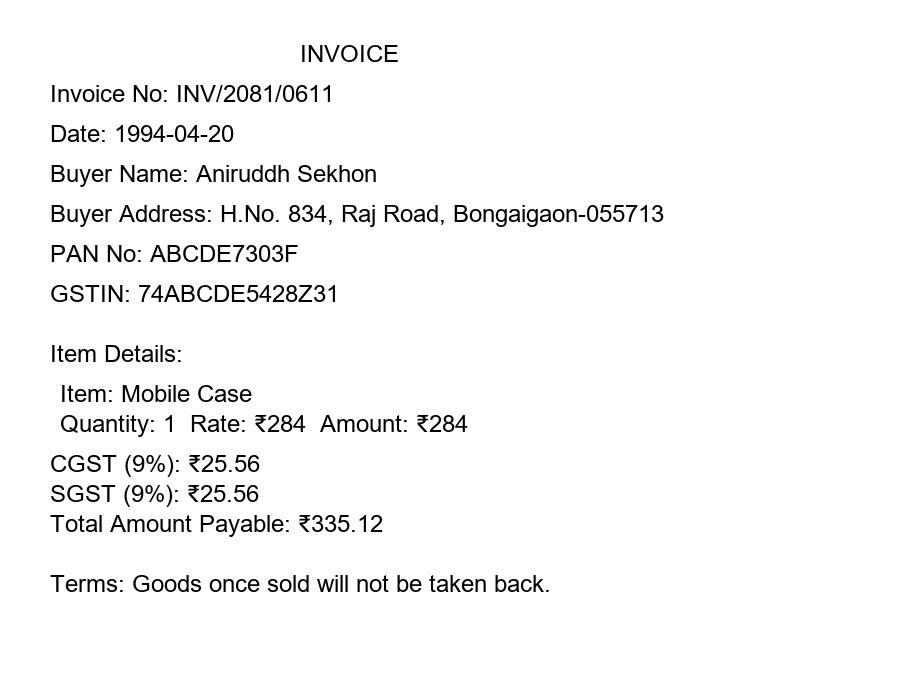 INVOICE
Invoice No: INV/2081/0611
Date: 1994-04-20
Buyer Name: Aniruddh Sekhon
Buyer Address: H.No. 834, Raj Road, Bongaigaon-055713
PAN No: ABCDE7303F
GSTIN: 74ABCDE5428Z31
Item Details:
Item: Mobile Case
Quantity: 1 Rate: ₹284 Amount: ₹284
CGST (9%): ₹25.56
SGST (9%): ₹25.56
Total Amount Payable: ₹335.12
Terms: Goods once sold will not be taken back.